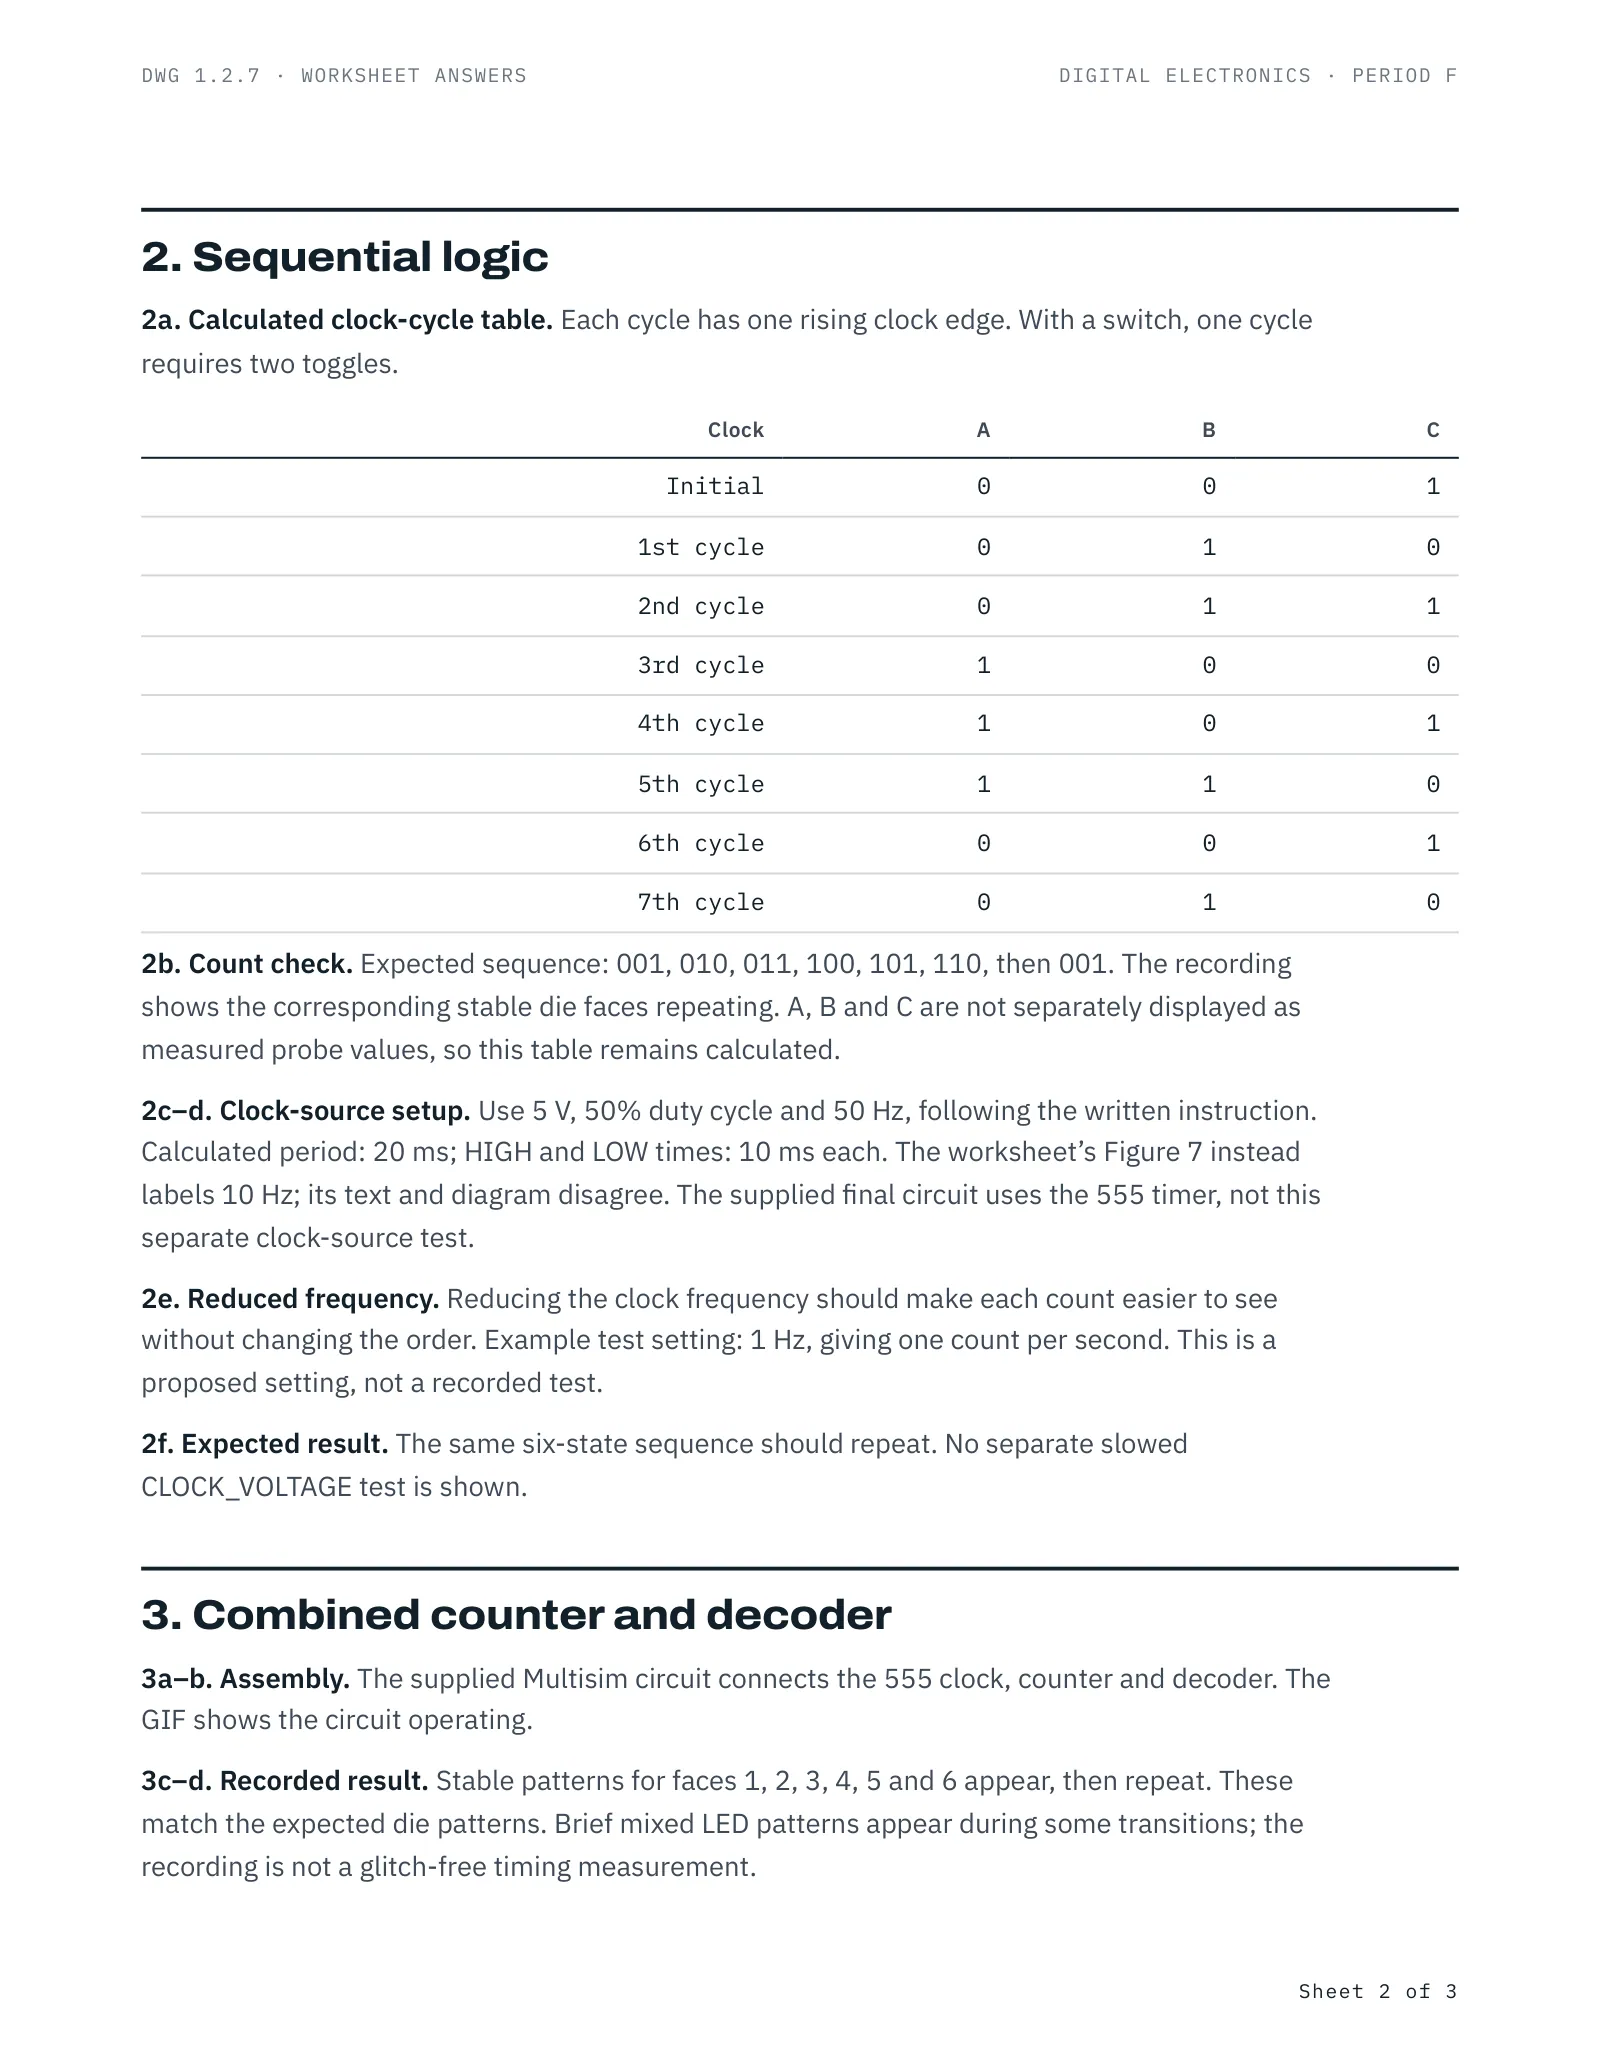 DWG 1.2.7 · WORKSHEET ANSWERS DIGITAL ELECTRONICS · PERIOD F
2. Sequential logic
2a. Calculated clock-cycle table. Each cycle has one rising clock edge. With a switch, one cycle
requires two toggles.
Clock A B C
Initial 0 0 1
1st cycle 0 1 0
2nd cycle 0 1 1
3rd cycle 1 0 0
4th cycle 1 0 1
5th cycle 1 1 0
6th cycle 0 0 1
7th cycle 0 1 0
2b. Count check. Expected sequence: 001, 010, 011, 100, 101, 110, then 001. The recording
shows the corresponding stable die faces repeating. A, B and C are not separately displayed as
measured probe values, so this table remains calculated.
2c–d. Clock-source setup. Use 5 V, 50% duty cycle and 50 Hz, following the written instruction.
Calculated period: 20 ms; HIGH and LOW times: 10 ms each. The worksheet’s Figure 7 instead
labels 10 Hz; its text and diagram disagree. The supplied final circuit uses the 555 timer, not this
separate clock-source test.
2e. Reduced frequency. Reducing the clock frequency should make each count easier to see
without changing the order. Example test setting: 1 Hz, giving one count per second. This is a
proposed setting, not a recorded test.
2f. Expected result. The same six-state sequence should repeat. No separate slowed
CLOCK_VOLTAGE test is shown.
3. Combined counter and decoder
3a–b. Assembly. The supplied Multisim circuit connects the 555 clock, counter and decoder. The
GIF shows the circuit operating.
3c–d. Recorded result. Stable patterns for faces 1, 2, 3, 4, 5 and 6 appear, then repeat. These
match the expected die patterns. Brief mixed LED patterns appear during some transitions; the
recording is not a glitch-free timing measurement.
Sheet 2 of 3